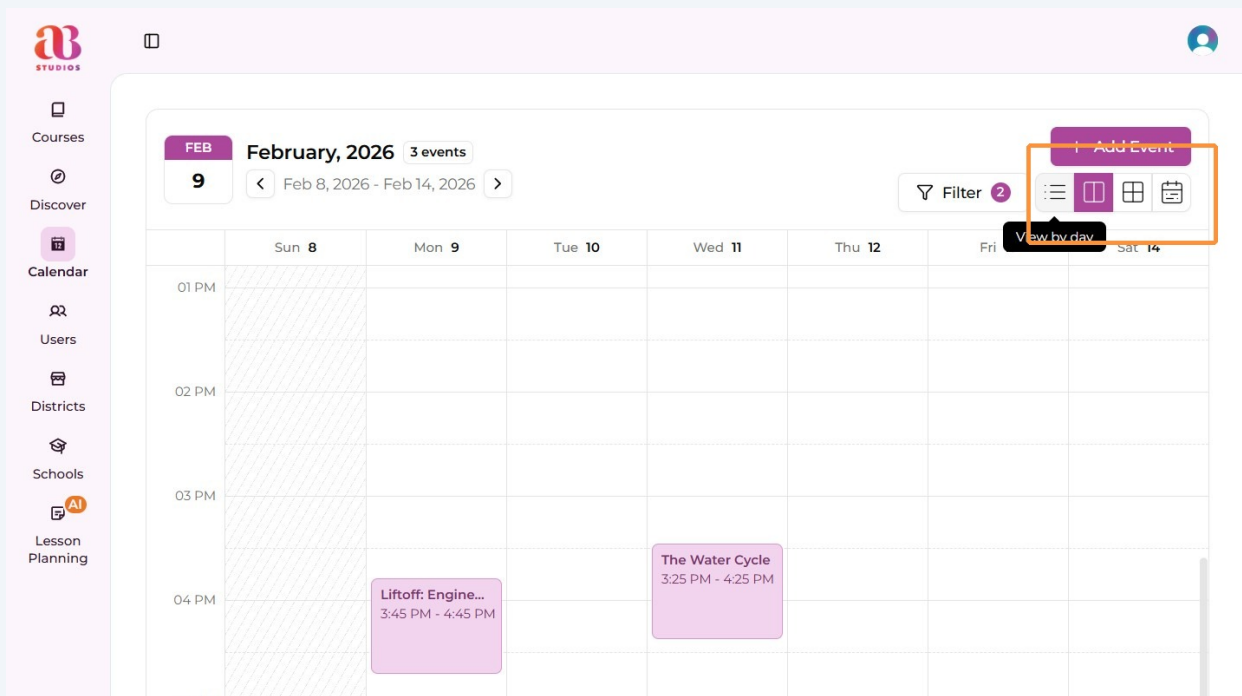 aB
STUDIOS
Courses
Discover
12
Calendar
Users
Districts
Schools
AI
Lesson
Planning
FEB
9
February, 2026
3 events
Feb 8, 2026 - Feb 14, 2026
+ Add Event
Filter 2
View by day
Sun 8 Mon 9 Tue 10 Wed 11 Thu 12 Fri Sat 14
01 PM
02 PM
03 PM
The Water Cycle
3:25 PM - 4:25 PM
Liftoff: Engine...
3:45 PM - 4:45 PM
04 PM